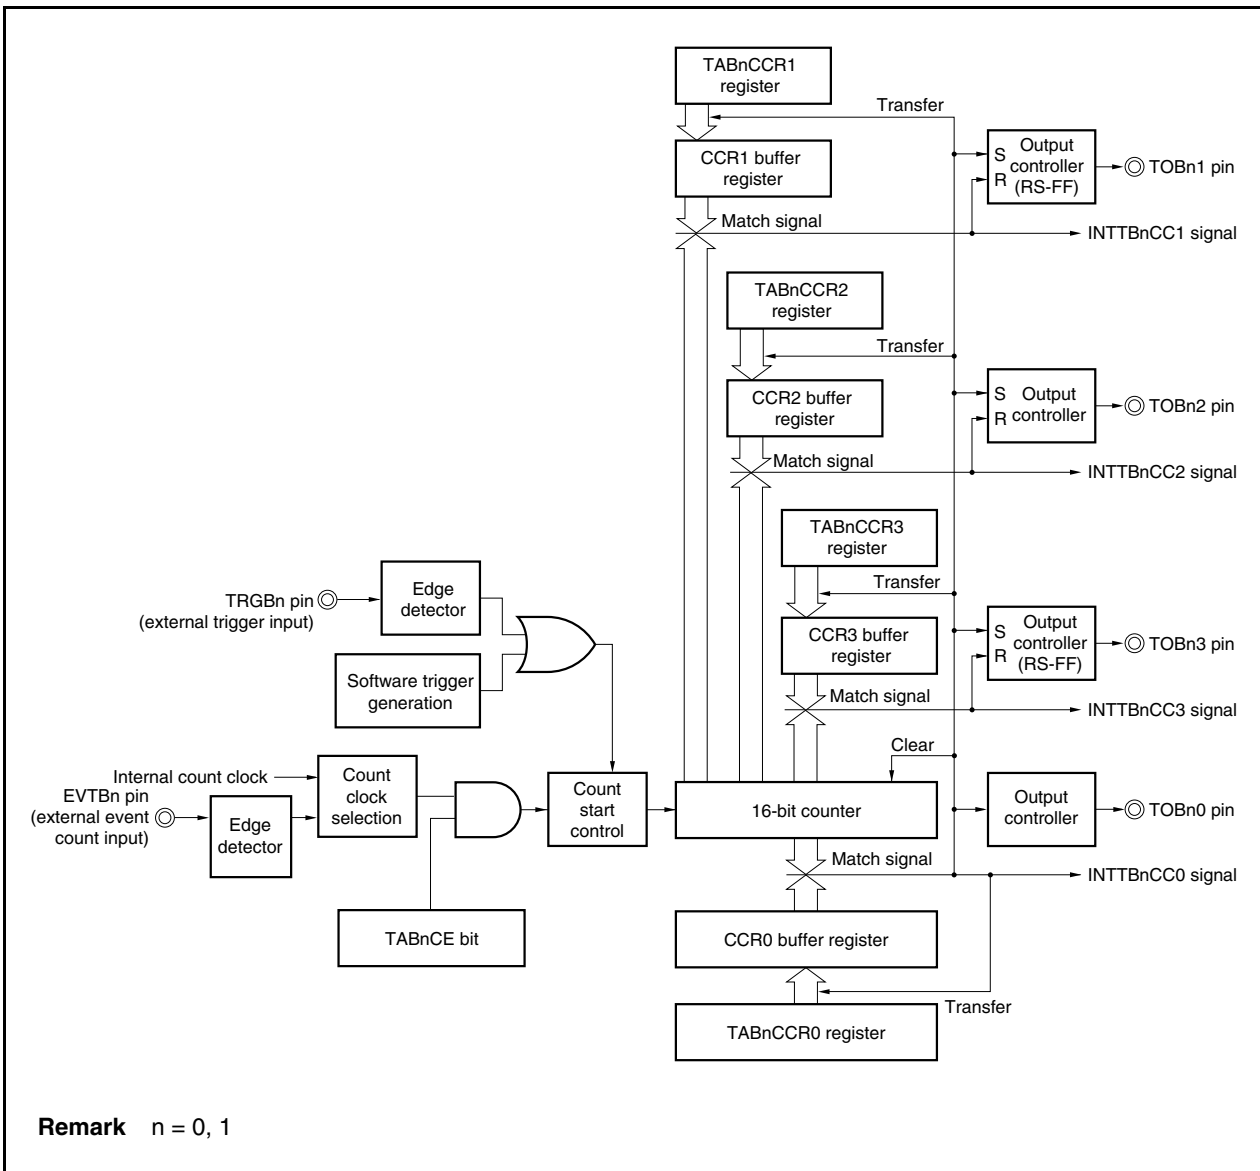 TABnCCR1
register
Transfer
CCR1 buffer
register
S
R
Output
controller
(RS-FF)
TOBn1 pin
Match signal
INTTBnCC1 signal
TABnCCR2
register
Transfer
CCR2 buffer
register
S
R
Output
controller
TOBn2 pin
Match signal
INTTBnCC2 signal
TABnCCR3
register
Transfer
TRGBn pin
(external trigger input)
Edge
detector
CCR3 buffer
register
S
R
Output
controller
(RS-FF)
TOBn3 pin
Software trigger
generation
Match signal
INTTBnCC3 signal
Clear
Internal count clock
EVTBn pin
(external event
count input)
Edge
detector
Count
clock
selection
Count
start
control
16-bit counter
Output
controller
TOBn0 pin
Match signal
INTTBnCC0 signal
TABnCE bit
CCR0 buffer register
Transfer
TABnCCR0 register
Remark n = 0, 1